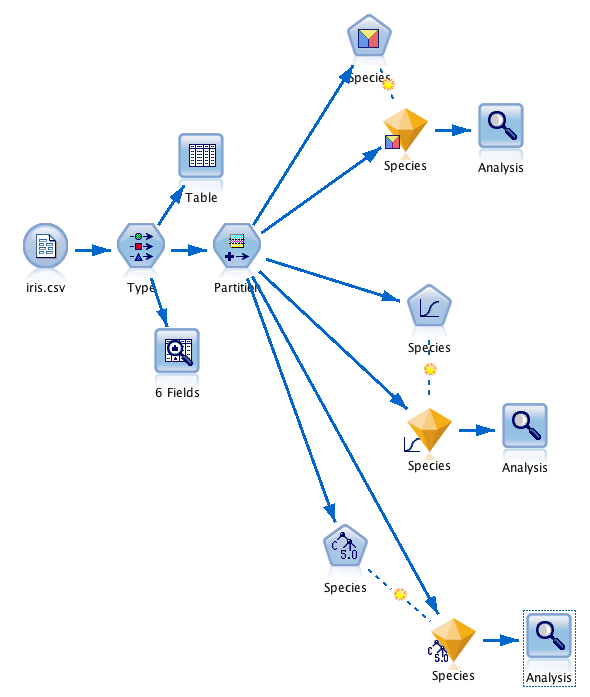 Species
Species
Analysis
Table
iris.csv
Type
Partition
Species
6 Fields
Species
Analysis
C 5.0
Species
C 5.0
Species
Analysis